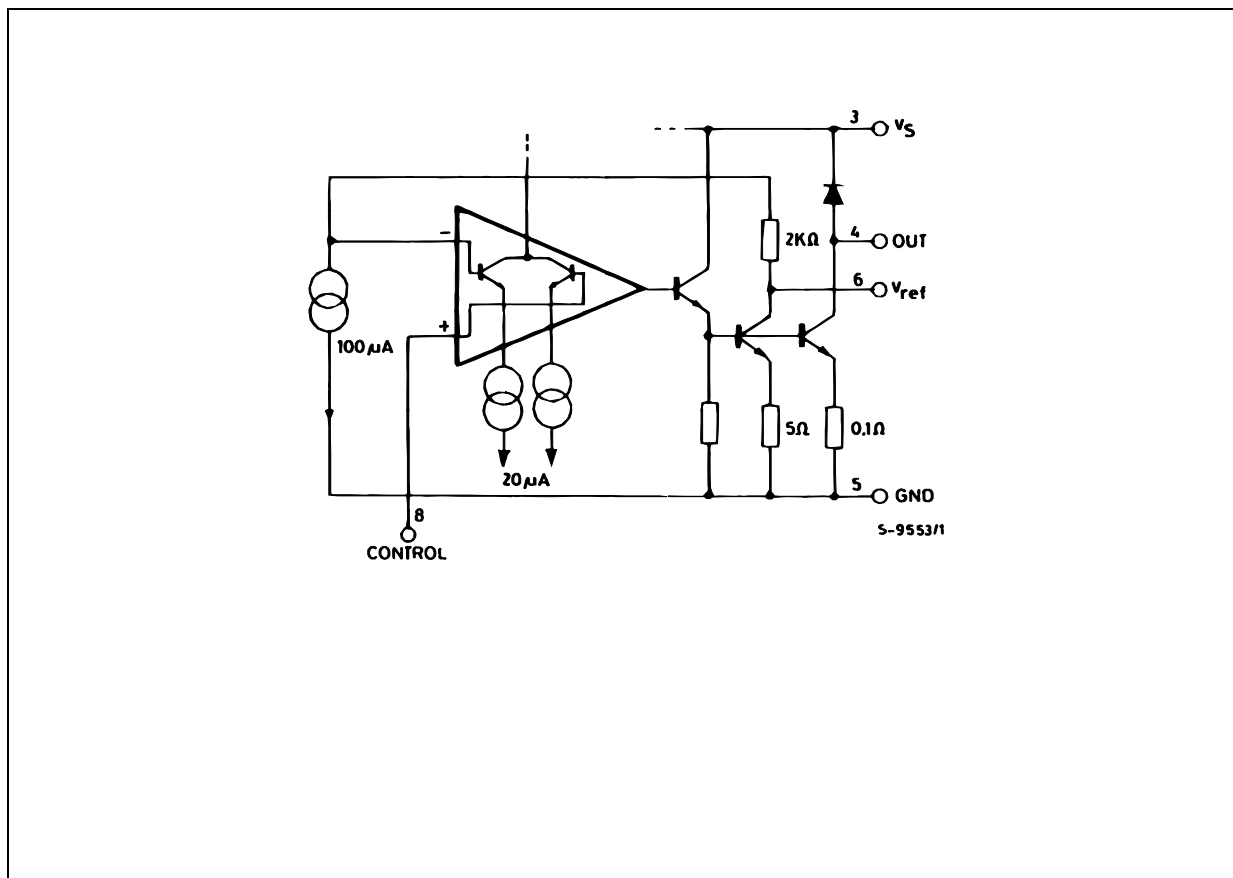 3 VS
- 2KΩ 4 OUT
6 Vref
+
100μA
5Ω 0.1Ω
20μA
5 GND
8
S-9553/1
CONTROL